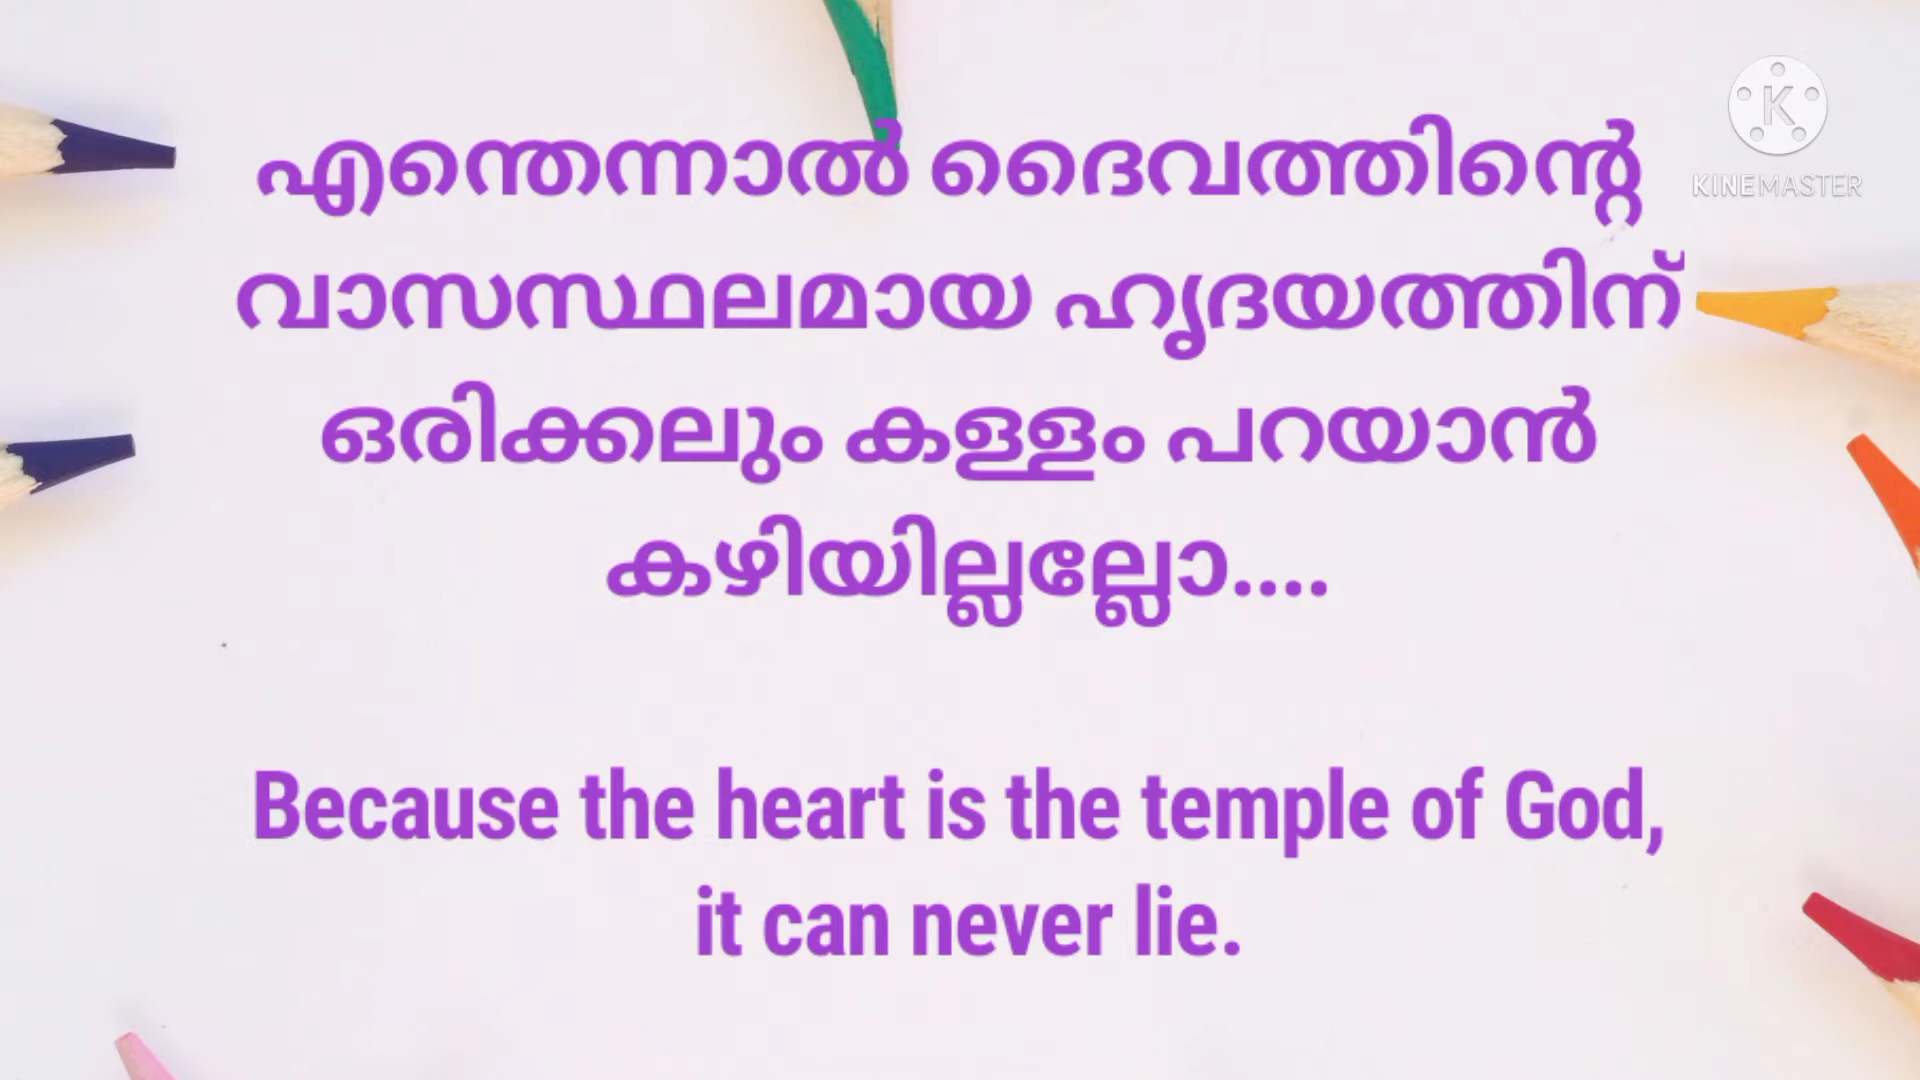 എന്തെന്നാൽ ദൈവത്തിന്റെ
വാസസ്ഥലമായ ഹൃദയത്തിന്
ഒരിക്കലും കള്ളം പറയാൻ
കഴിയില്ലല്ലോ....
Because the heart is the temple of God,
it can never lie.
K
KINEMASTER